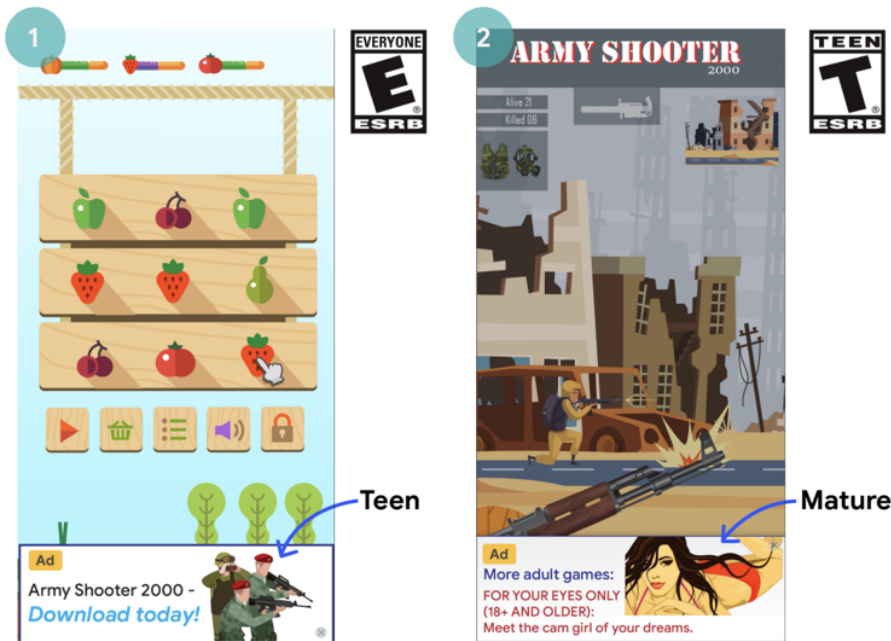 1
EVERYONE
E
ESRB
Teen
Ad
Army Shooter 2000 -
Download today!
2
ARMY SHOOTER
2000
TEEN
T
ESRB
Alive 21
Killed 06
Mature
Ad
More adult games:
FOR YOUR EYES ONLY
(18+ AND OLDER):
Meet the cam girl of your dreams.